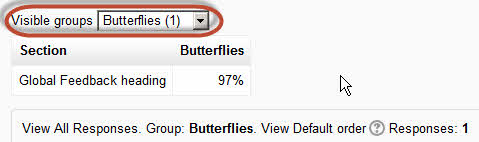 Visible groups Butterflies (1)
Section Butterflies
Global Feedback heading 97%
View All Responses. Group: Butterflies. View Default order ? Responses: 1